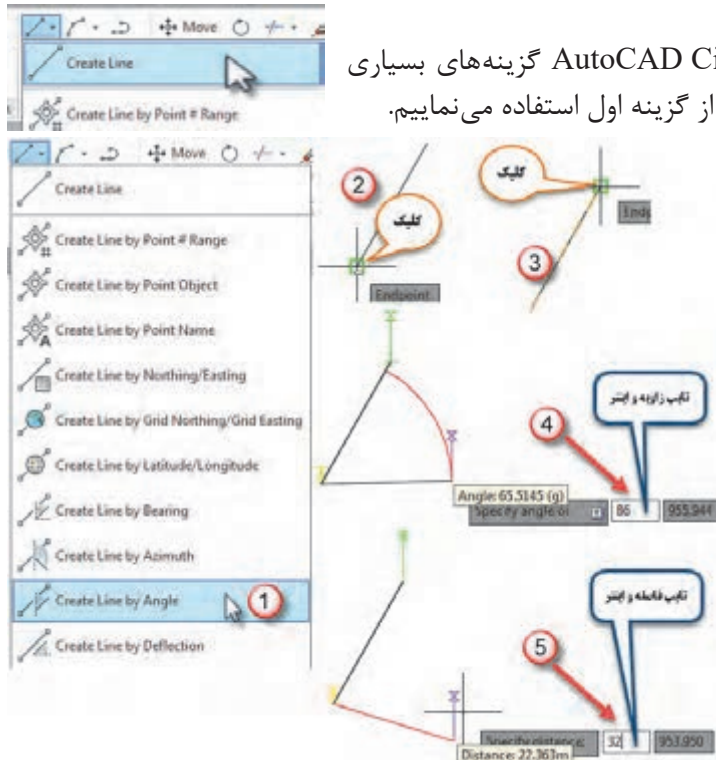 Move
Create Line
Create Line by Point # Range
AutoCAD Ci گزینه‌های بسیاری
از گزینه اول استفاده می‌نماییم.
Move
Create Line
Create Line by Point # Range
Create Line by Point Object
Create Line by Point Name
Create Line by Northing/Easting
Create Line by Grid Northing/Grid Easting
Create Line by Latitude/Longitude
Create Line by Bearing
Create Line by Azimuth
Create Line by Angle
1
Create Line by Deflection
2
کلیک
Endpoint
کلیک
Endp
3
تایپ زاویه و اینتر
4
Angle: 65.5145 (g)
Specify angle or
86
955.944
تایپ فاصله و اینتر
5
Specify distance:
32
953.950
Distance: 22.363m